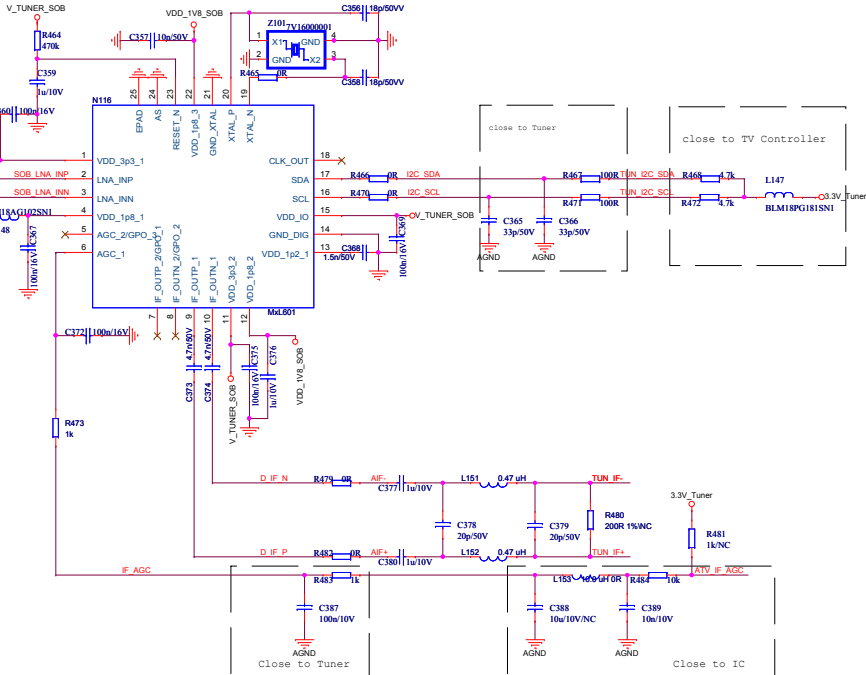 V_TUNER_SOB
R464
470k
C359
1u/10V
100n/16V
C357
10n/50V
VDD_1V8_SOB
Z101
7V16000001
1
X1
GND
4
2
GND
X2
3
C356
18p/50VV
C358
18p/50VV
R465
0R
N116
25
24
23
22
21
20
19
EPAD
AS
RESET_N
VDD_1p8_3
GND_XTAL
XTAL_P
XTAL_N
1
VDD_3p3_1
SOB_LNA_INP
2
LNA_INP
SOB_LNA_INN
3
LNA_INN
4
VDD_1p8_1
5
AGC_2/GPO_3
6
AGC_1
18AG102SN1
48
C367
100n/16V
CLK_OUT
18
SDA
17
SCL
16
VDD_IO
15
GND_DIG
14
VDD_1p2_1
13
IF_OUTP_2/GPO_1
IF_OUTN_2/GPO_2
IF_OUTP_1
IF_OUTN_1
VDD_3p3_2
VDD_1p8_2
MxL601
7
8
9
10
11
12
R466
0R
I2C_SDA
R470
0R
I2C_SCL
V_TUNER_SOB
C369
100n/16V
C368
1.5n/50V
close to Tuner
R467
100R
TUN_I2C_SDA
R471
100R
TUN_I2C_SCL
C365
33p/50V
AGND
C366
33p/50V
AGND
close to TV Controller
R468
4.7k
R472
4.7k
L147
BLM18PG181SN1
3.3V_Tuner
C372
100n/16V
4.7n/50V
C373
4.7n/50V
C374
V_TUNER_SOB
C375
100n/16V
C376
1u/10V
VDD_1V8_SOB
R473
1k
D_IF_N
R479
0R
AIF-
C377
1u/10V
L151
0.47 uH
TUN_IF-
C378
20p/50V
C379
20p/50V
R480
200R 1%\NC
D_IF_P
R482
0R
AIF+
C380
1u/10V
L152
0.47 uH
TUN_IF+
3.3V_Tuner
R481
1k/NC
IF_AGC
R483
1k
L153
0R
R484
10k
ATV_IF_AGC
C387
100n/10V
AGND
Close to Tuner
C388
10u/10V/NC
AGND
C389
10n/10V
AGND
Close to IC